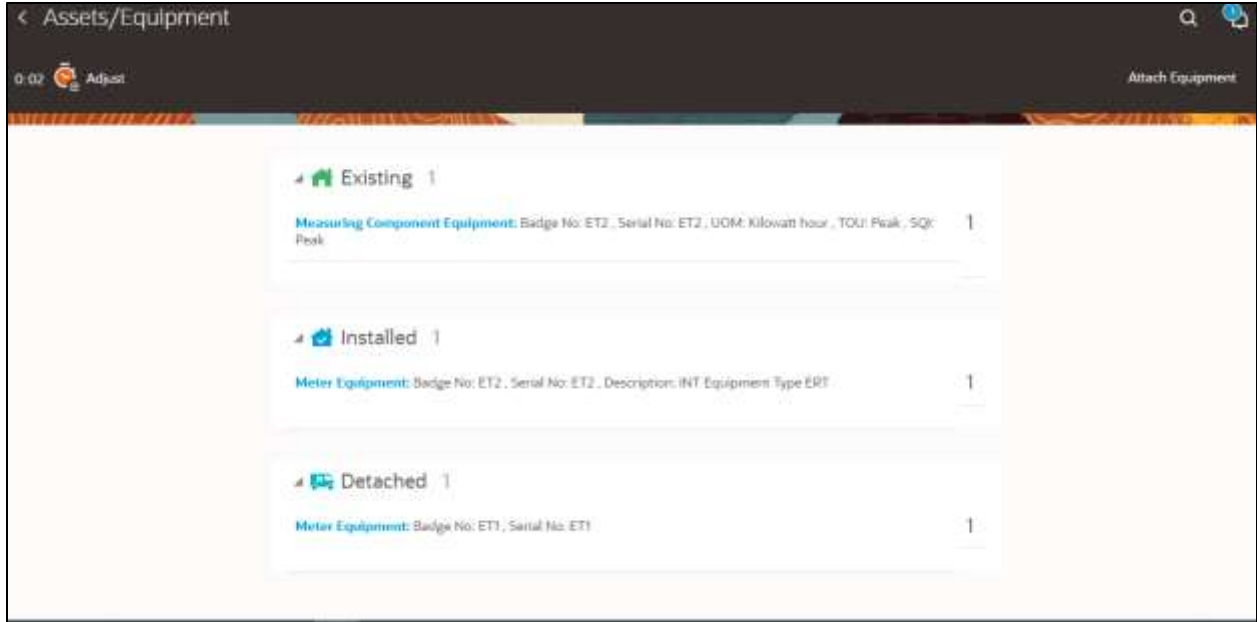 < Assets/Equipment
1
0:02 Adjust
Attach Equipment
Existing 1
Measuring Component Equipment: Badge No: ET2 , Serial No: ET2 , UOM: Kilowatt hour , TOU: Peak , SQI: 1
Peak
Installed 1
Meter Equipment: Badge No: ET2 , Serial No: ET2 , Description: INT Equipment Type ERT 1
Detached 1
Meter Equipment: Badge No: ET1 , Serial No: ET1 1